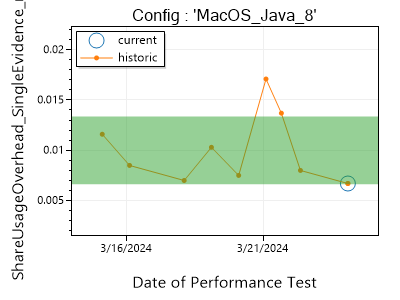 Config : 'MacOS_Java_8'
ShareUsageOverhead_SingleEvidence_
0.02
0.015
0.01
0.005
current
historic
3/16/2024
3/21/2024
Date of Performance Test